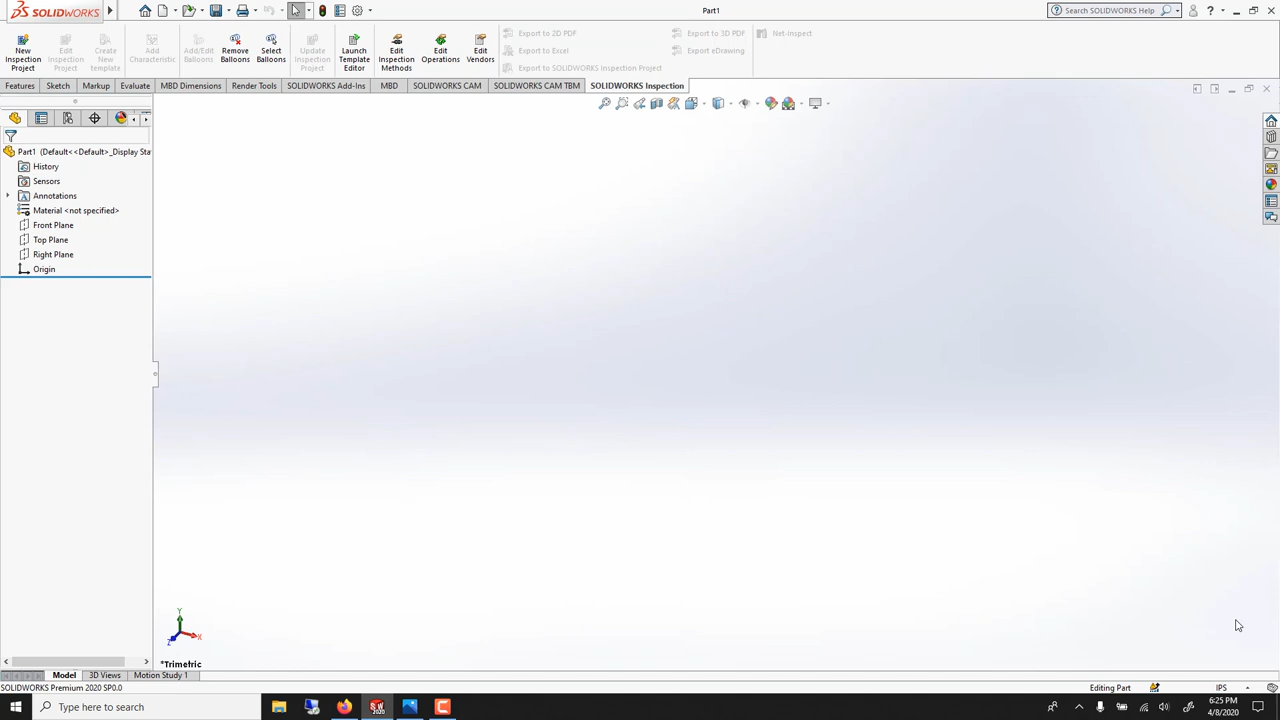 SOLIDWORKS
Part1
Search SOLIDWORKS Help
New Inspection Project
Edit Inspection Project
Create New template
Add Characteristic
Add/Edit Balloons
Remove Balloons
Select Balloons
Update Inspection Project
Launch Template Editor
Edit Inspection Methods
Edit Operations
Edit Vendors
Export to 2D PDF
Export to Excel
Export to SOLIDWORKS Inspection Project
Export to 3D PDF
Export eDrawing
Net-Inspect
Features
Sketch
Markup
Evaluate
MBD Dimensions
Render Tools
SOLIDWORKS Add-Ins
MBD
SOLIDWORKS CAM
SOLIDWORKS CAM TBM
SOLIDWORKS Inspection
Part1 (Default<<Default>_Display Sta
History
Sensors
Annotations
Material <not specified>
Front Plane
Top Plane
Right Plane
Origin
Y
X
Z
*Trimetric
Model
3D Views
Motion Study 1
SOLIDWORKS Premium 2020 SP0.0
Editing Part
IPS
Type here to search
SW
2020
6:25 PM
4/8/2020